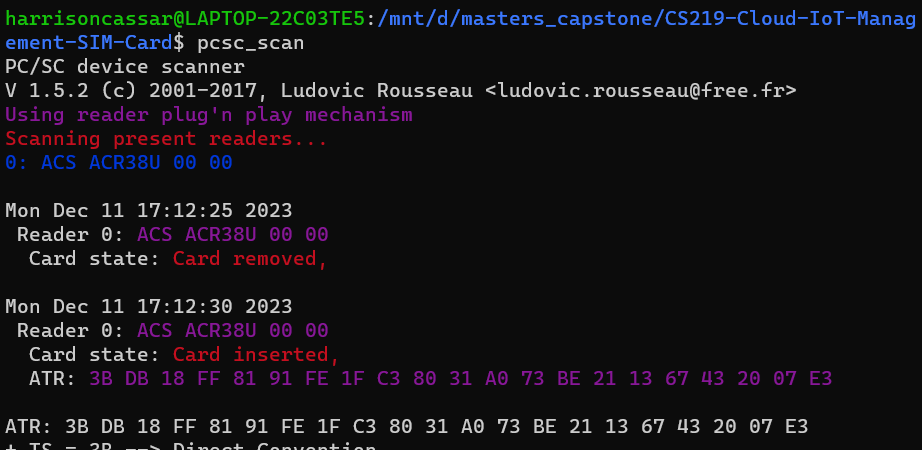 harrisoncassar@LAPTOP-22C03TE5:/mnt/d/masters_capstone/CS219-Cloud-IoT-Manag
ement-SIM-Card$ pcsc_scan
PC/SC device scanner
V 1.5.2 (c) 2001-2017, Ludovic Rousseau <ludovic.rousseau@free.fr>
Using reader plug'n play mechanism
Scanning present readers...
0: ACS ACR38U 00 00

Mon Dec 11 17:12:25 2023
 Reader 0: ACS ACR38U 00 00
  Card state: Card removed,

Mon Dec 11 17:12:30 2023
 Reader 0: ACS ACR38U 00 00
  Card state: Card inserted,
  ATR: 3B DB 18 FF 81 91 FE 1F C3 80 31 A0 73 BE 21 13 67 43 20 07 E3

ATR: 3B DB 18 FF 81 91 FE 1F C3 80 31 A0 73 BE 21 13 67 43 20 07 E3
+ TS = 3B --> Direct Convention